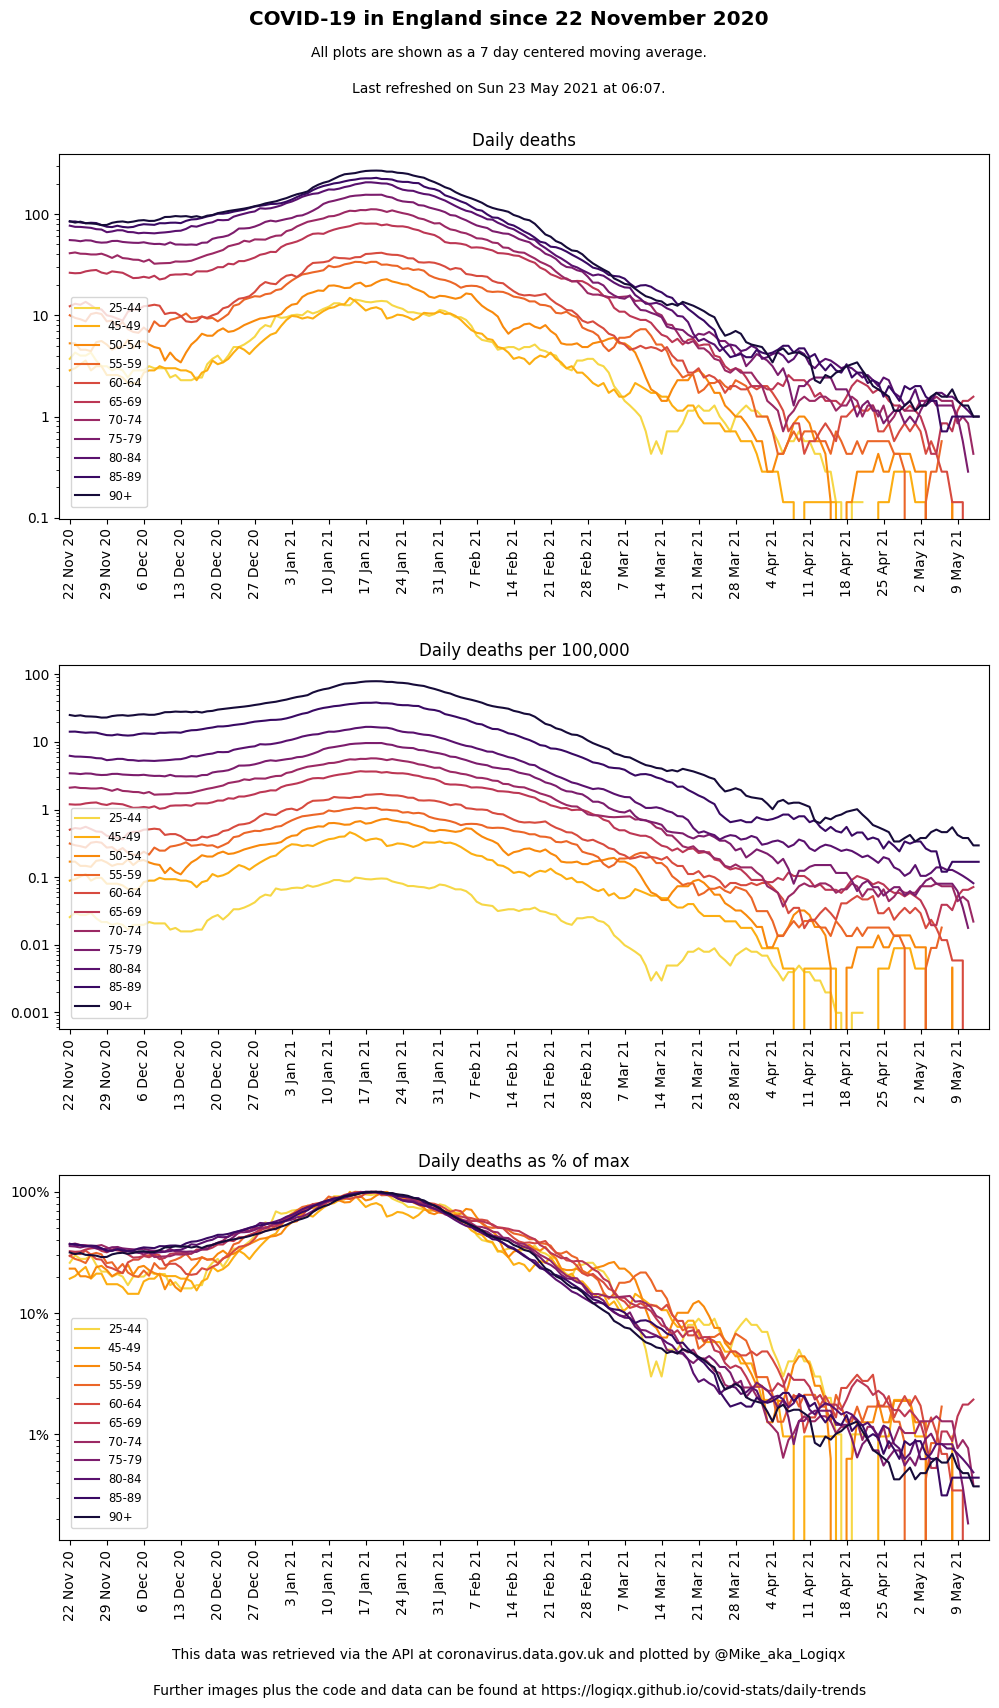 COVID-19 in England since 22 November 2020
All plots are shown as a 7 day centered moving average.
Last refreshed on Sun 23 May 2021 at 06:07.
Daily deaths
100
10
1
0.1
25-44
45-49
50-54
55-59
60-64
65-69
70-74
75-79
80-84
85-89
90+
22 Nov 20
29 Nov 20
6 Dec 20
13 Dec 20
20 Dec 20
27 Dec 20
3 Jan 21
10 Jan 21
17 Jan 21
24 Jan 21
31 Jan 21
7 Feb 21
14 Feb 21
21 Feb 21
28 Feb 21
7 Mar 21
14 Mar 21
21 Mar 21
28 Mar 21
4 Apr 21
11 Apr 21
18 Apr 21
25 Apr 21
2 May 21
9 May 21
Daily deaths per 100,000
100
10
1
0.1
0.01
0.001
25-44
45-49
50-54
55-59
60-64
65-69
70-74
75-79
80-84
85-89
90+
22 Nov 20
29 Nov 20
6 Dec 20
13 Dec 20
20 Dec 20
27 Dec 20
3 Jan 21
10 Jan 21
17 Jan 21
24 Jan 21
31 Jan 21
7 Feb 21
14 Feb 21
21 Feb 21
28 Feb 21
7 Mar 21
14 Mar 21
21 Mar 21
28 Mar 21
4 Apr 21
11 Apr 21
18 Apr 21
25 Apr 21
2 May 21
9 May 21
Daily deaths as % of max
100%
10%
1%
25-44
45-49
50-54
55-59
60-64
65-69
70-74
75-79
80-84
85-89
90+
22 Nov 20
29 Nov 20
6 Dec 20
13 Dec 20
20 Dec 20
27 Dec 20
3 Jan 21
10 Jan 21
17 Jan 21
24 Jan 21
31 Jan 21
7 Feb 21
14 Feb 21
21 Feb 21
28 Feb 21
7 Mar 21
14 Mar 21
21 Mar 21
28 Mar 21
4 Apr 21
11 Apr 21
18 Apr 21
25 Apr 21
2 May 21
9 May 21
This data was retrieved via the API at coronavirus.data.gov.uk and plotted by @Mike_aka_Logiqx
Further images plus the code and data can be found at https://logiqx.github.io/covid-stats/daily-trends